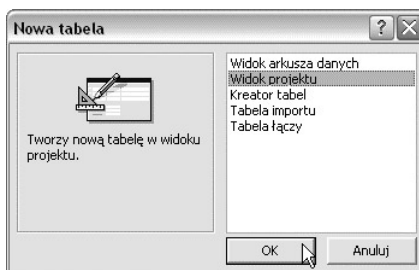 Nowa tabela
Tworzy nową tabelę w widoku
projektu.
Widok arkusza danych
Widok projektu
Kreator tabel
Tabela importu
Tabela łączy
OK
Anuluj